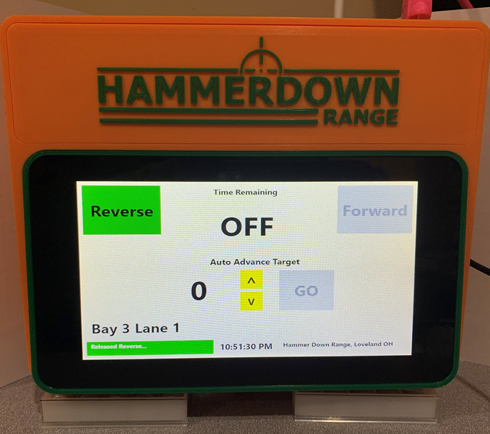 HAMMERDOWN
RANGE
Reverse
Time Remaining
OFF
Forward
Auto Advance Target
0
GO
Bay 3 Lane 1
Released Reverse...
10:51:30 PM
Hammer Down Range, Loveland OH